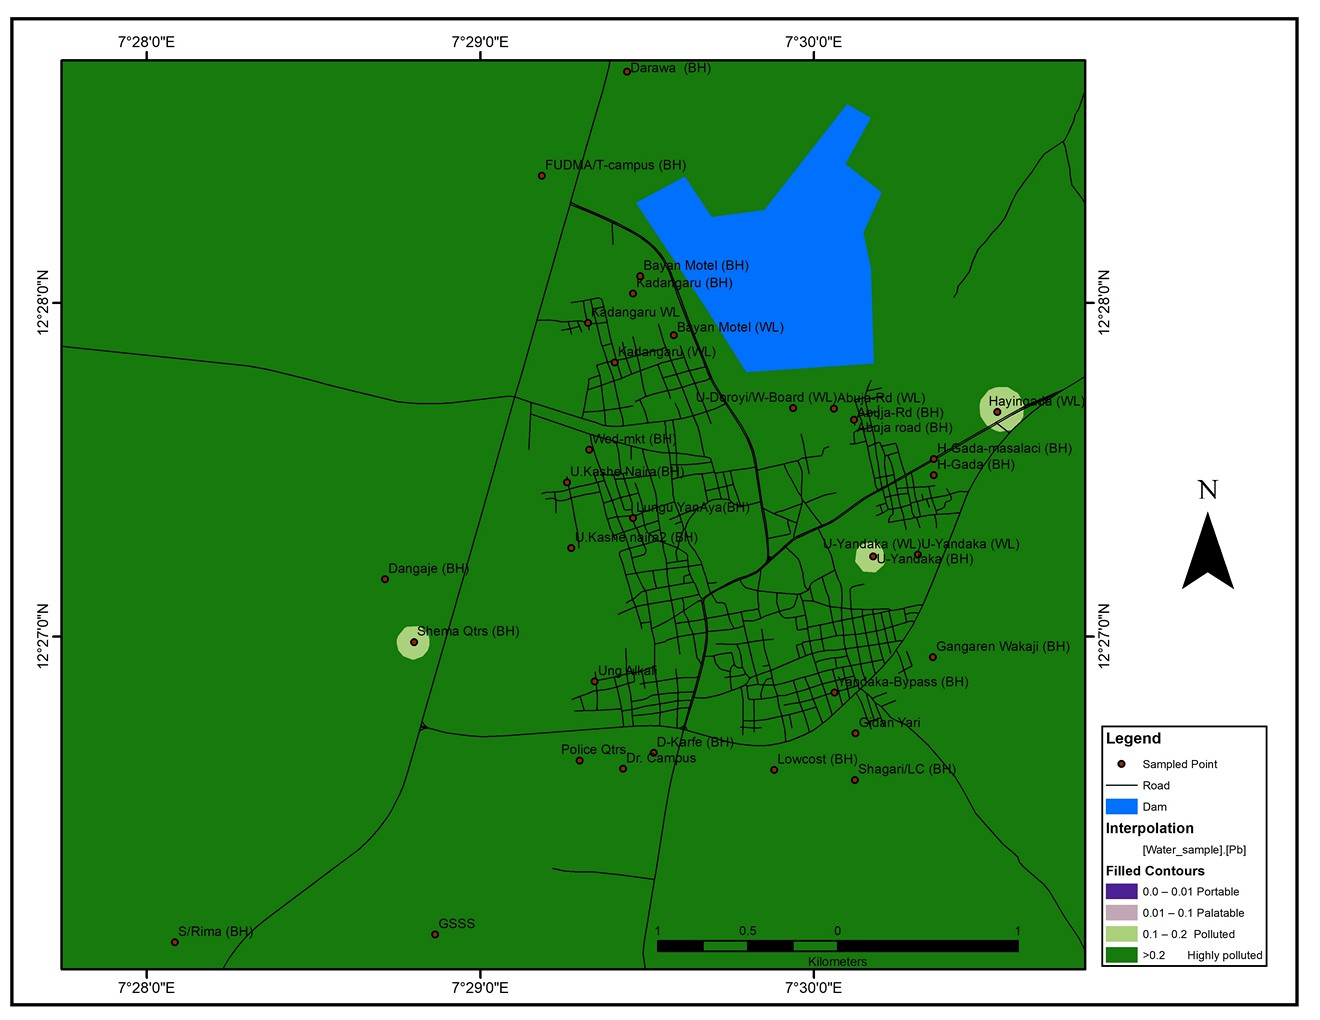 7°28'0"E
7°29'0"E
7°30'0"E
Darawa (BH)
FUDMA/T-campus (BH)
Bayan Motel (BH)
Kadangaru (BH)
12°28'0"N
12°28'0"N
Kadangaru WL
Bayan Motel (WL)
Kadangaru (WL)
U-Doroyi/W-Board (WL)
Abuja-Rd (WL)
Hayingada (WL)
Abuja-Rd (BH)
Abuja road (BH)
Wed-mkt (BH)
H-Gada-masalaci (BH)
H-Gada (BH)
U.Kashe Naira(BH)
N
Lungu YanAya(BH)
U.Kashe naira2 (BH)
U-Yandaka (WL)
U-Yandaka (WL)
U-Yandaka (BH)
Dangaje (BH)
12°27'0"N
12°27'0"N
Shema Qtrs (BH)
Gangaren Wakaji (BH)
Ung Alkali
Yandaka-Bypass (BH)
Gidan Yari
D-Karfe (BH)
Police Qtrs
Dr. Campus
Lowcost (BH)
Shagari/LC (BH)
Legend
Sampled Point
Road
Dam
Interpolation
[Water_sample].[Pb]
Filled Contours
0.0 – 0.01 Portable
0.01 – 0.1 Palatable
0.1 – 0.2 Polluted
>0.2 Highly polluted
S/Rima (BH)
GSSS
1 0.5 0 1
Kilometers
7°28'0"E
7°29'0"E
7°30'0"E